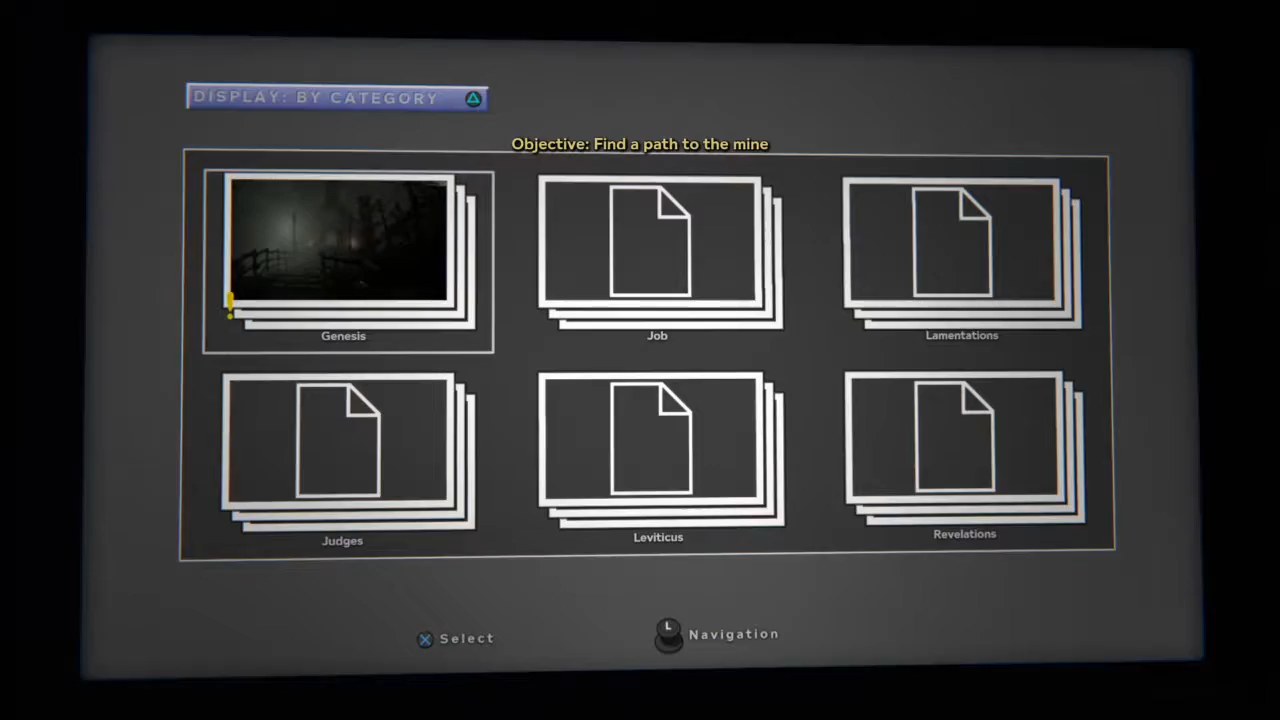 DISPLAY: BY CATEGORY
Objective: Find a path to the mine
Genesis
Job
Lamentations
Judges
Leviticus
Revelations
Select
L
Navigation